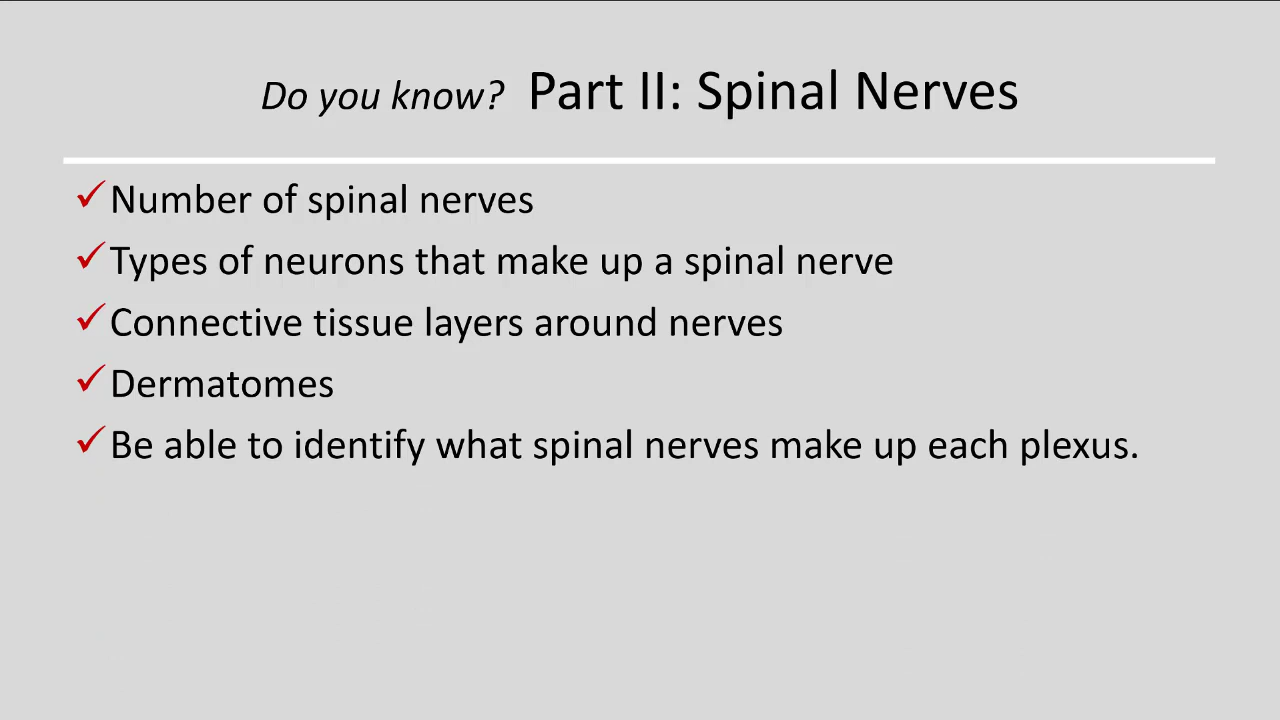 Do you know? Part II: Spinal Nerves
✓Number of spinal nerves
✓Types of neurons that make up a spinal nerve
✓Connective tissue layers around nerves
✓Dermatomes
✓Be able to identify what spinal nerves make up each plexus.